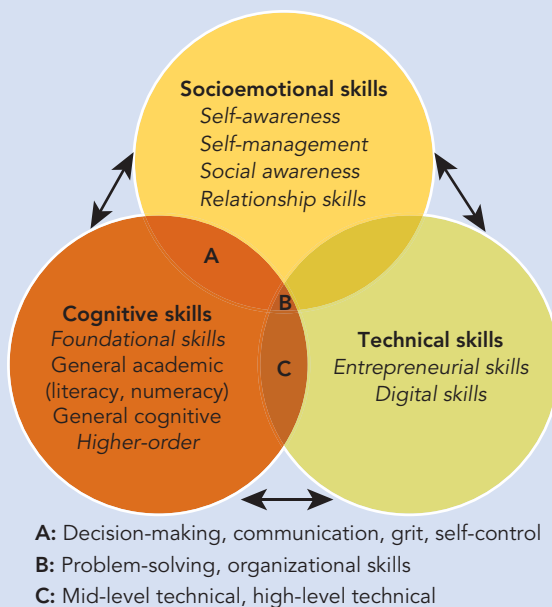 Socioemotional skills
Self-awareness
Self-management
Social awareness
Relationship skills
A
B
C
Cognitive skills
Foundational skills
General academic
(literacy, numeracy)
General cognitive
Higher-order
Technical skills
Entrepreneurial skills
Digital skills
A: Decision-making, communication, grit, self-control
B: Problem-solving, organizational skills
C: Mid-level technical, high-level technical